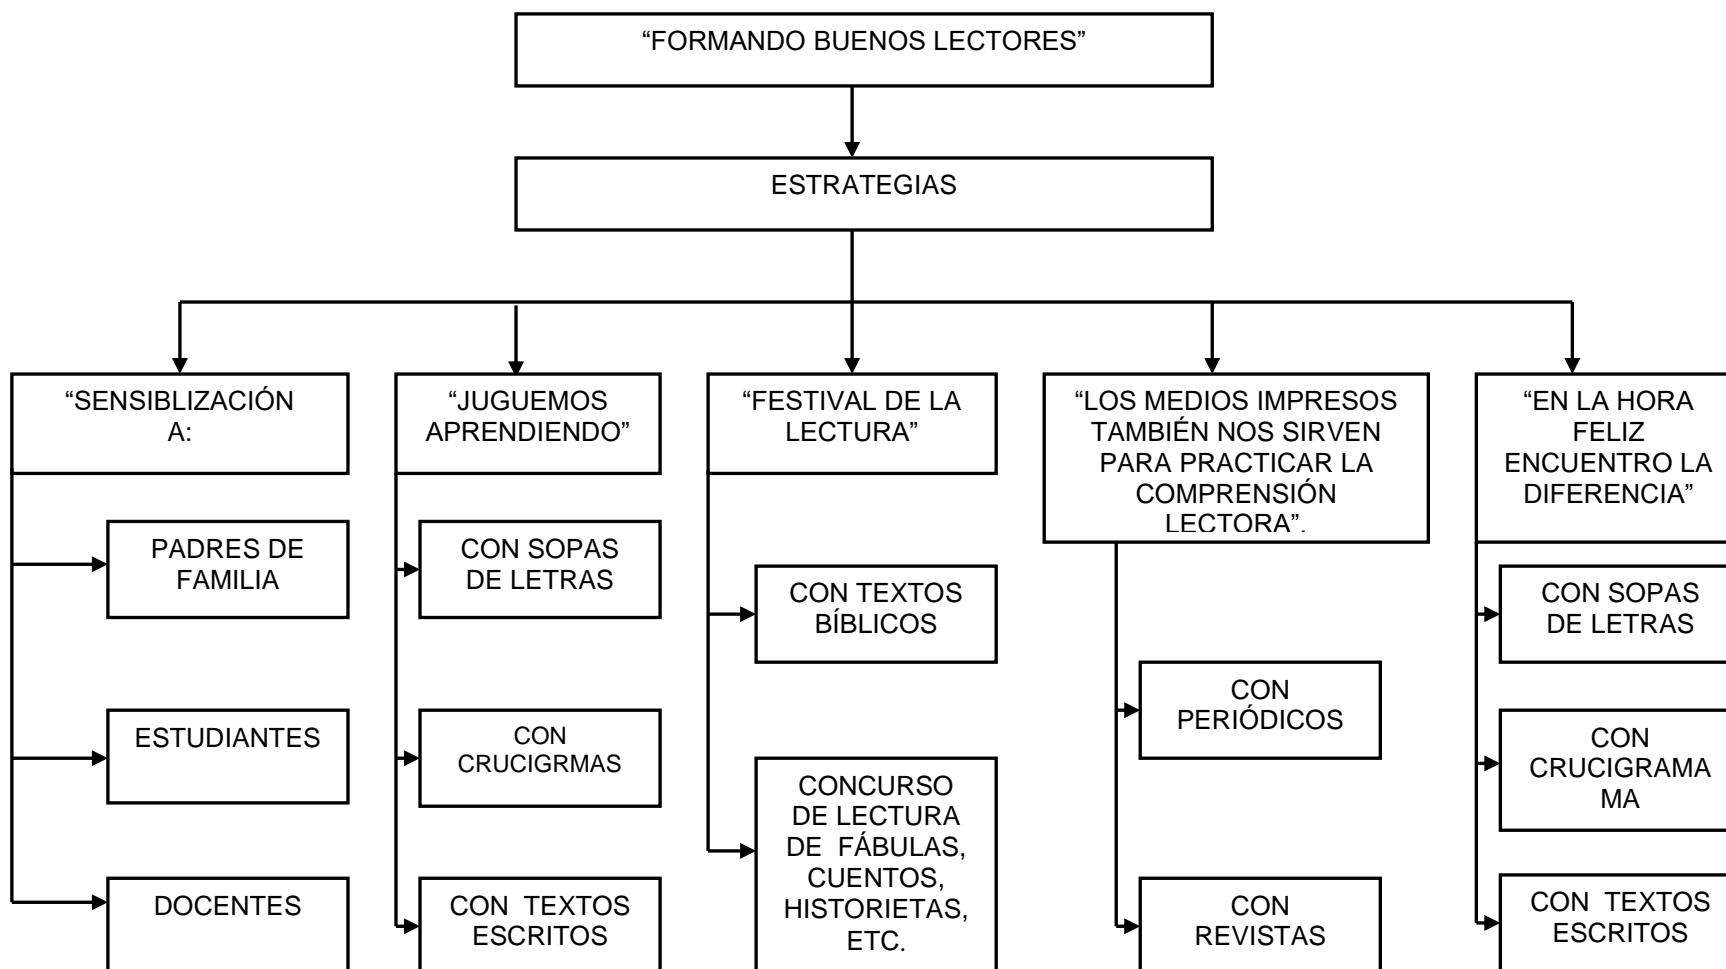 “FORMANDO BUENOS LECTORES”
ESTRATEGIAS
“SENSIBLIZACIÓN
A:
PADRES DE
FAMILIA
ESTUDIANTES
DOCENTES
“JUGUEMOS
APRENDIENDO”
CON SOPAS
DE LETRAS
CON
CRUCIGRMAS
CON TEXTOS
ESCRITOS
“FESTIVAL DE LA
LECTURA”
CON TEXTOS
BÍBLICOS
CONCURSO
DE LECTURA
DE FÁBULAS,
CUENTOS,
HISTORIETAS,
ETC.
“LOS MEDIOS IMPRESOS
TAMBIÉN NOS SIRVEN
PARA PRACTICAR LA
COMPRENSIÓN
LECTORA”.
CON
PERIÓDICOS
CON
REVISTAS
“EN LA HORA
FELIZ
ENCUENTRO LA
DIFERENCIA”
CON SOPAS
DE LETRAS
CON
CRUCIGRAMA
MA
CON TEXTOS
ESCRITOS